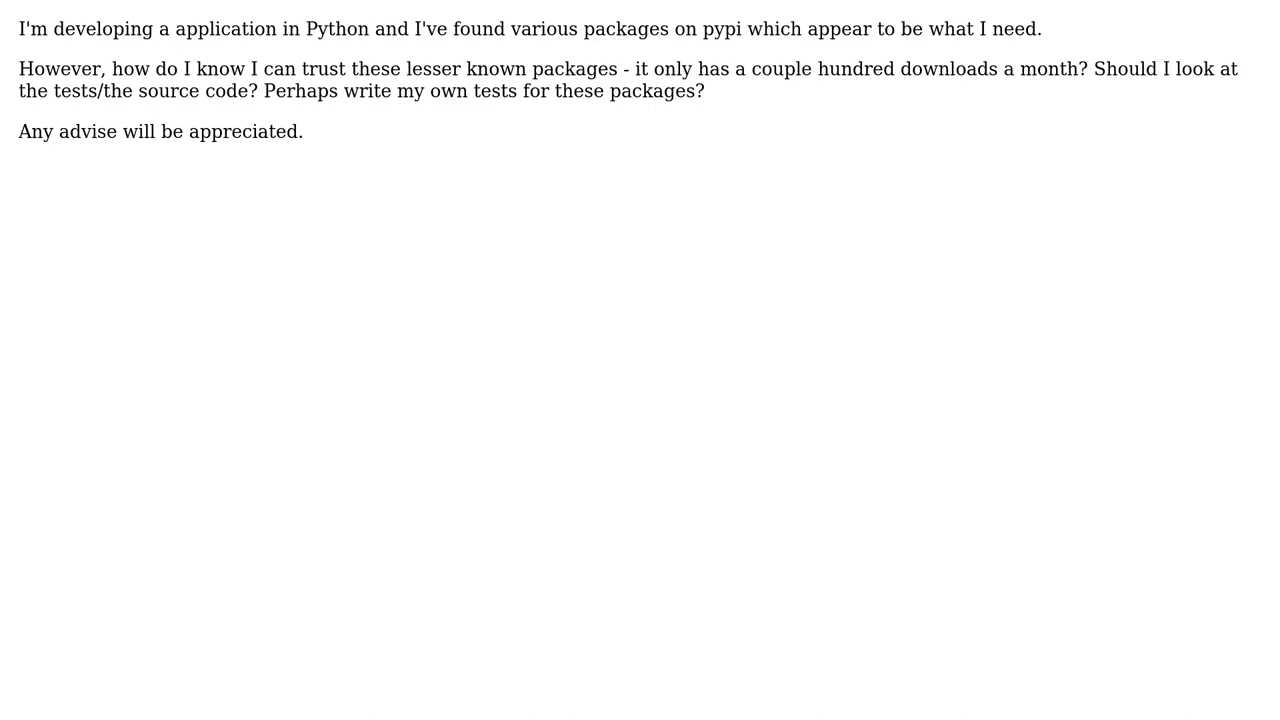 I'm developing a application in Python and I've found various packages on pypi which appear to be what I need.
However, how do I know I can trust these lesser known packages - it only has a couple hundred downloads a month? Should I look at
the tests/the source code? Perhaps write my own tests for these packages?
Any advise will be appreciated.